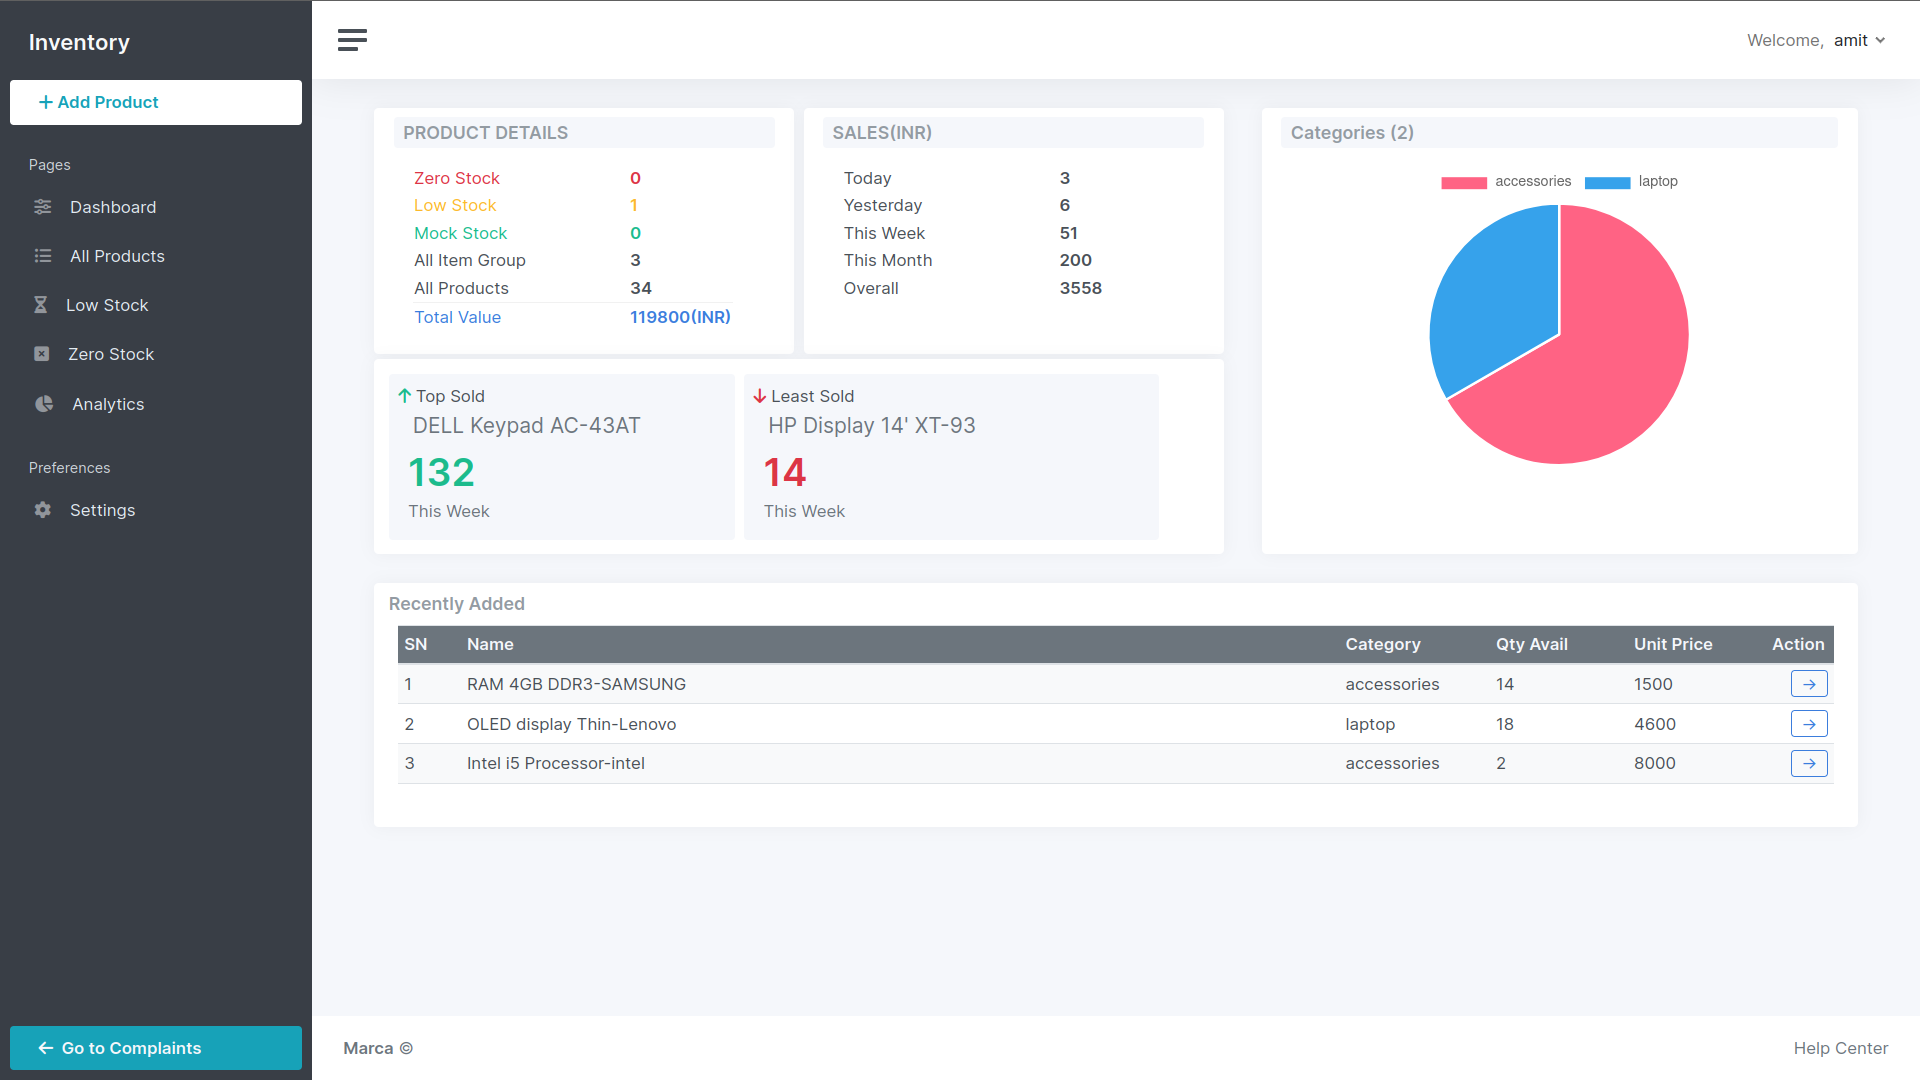 Inventory
Add Product
Pages
Dashboard
All Products
Low Stock
Zero Stock
Analytics
Preferences
Settings
Go to Complaints
Welcome, amit
PRODUCT DETAILS
Zero Stock 0
Low Stock 1
Mock Stock 0
All Item Group 3
All Products 34
Total Value 119800(INR)
SALES(INR)
Today 3
Yesterday 6
This Week 51
This Month 200
Overall 3558
Top Sold
DELL Keypad AC-43AT
132
This Week
Least Sold
HP Display 14' XT-93
14
This Week
Categories (2)
accessories laptop
Recently Added
SN Name Category Qty Avail Unit Price Action
1 RAM 4GB DDR3-SAMSUNG accessories 14 1500
2 OLED display Thin-Lenovo laptop 18 4600
3 Intel i5 Processor-intel accessories 2 8000
Marca ©
Help Center